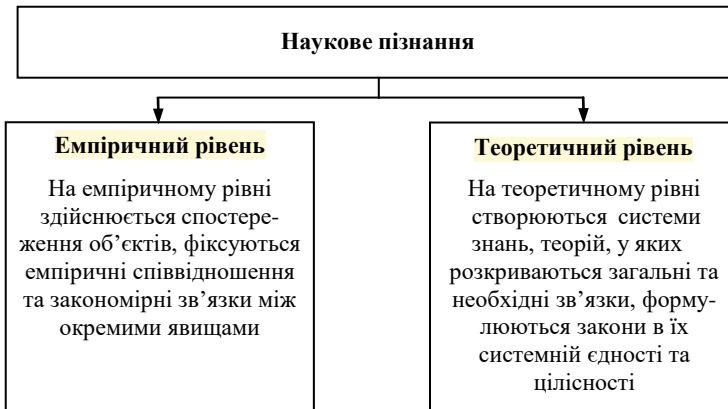 Наукове пізнання
Емпіричний рівень
На емпіричному рівні
здійснюється спостере-
ження об’єктів, фіксуються
емпіричні співвідношення
та закономірні зв’язки між
окремими явищами
Теоретичний рівень
На теоретичному рівні
створюються системи
знань, теорій, у яких
розкриваються загальні та
необхідні зв’язки, форму-
люються закони в їх
системній єдності та
цілісності